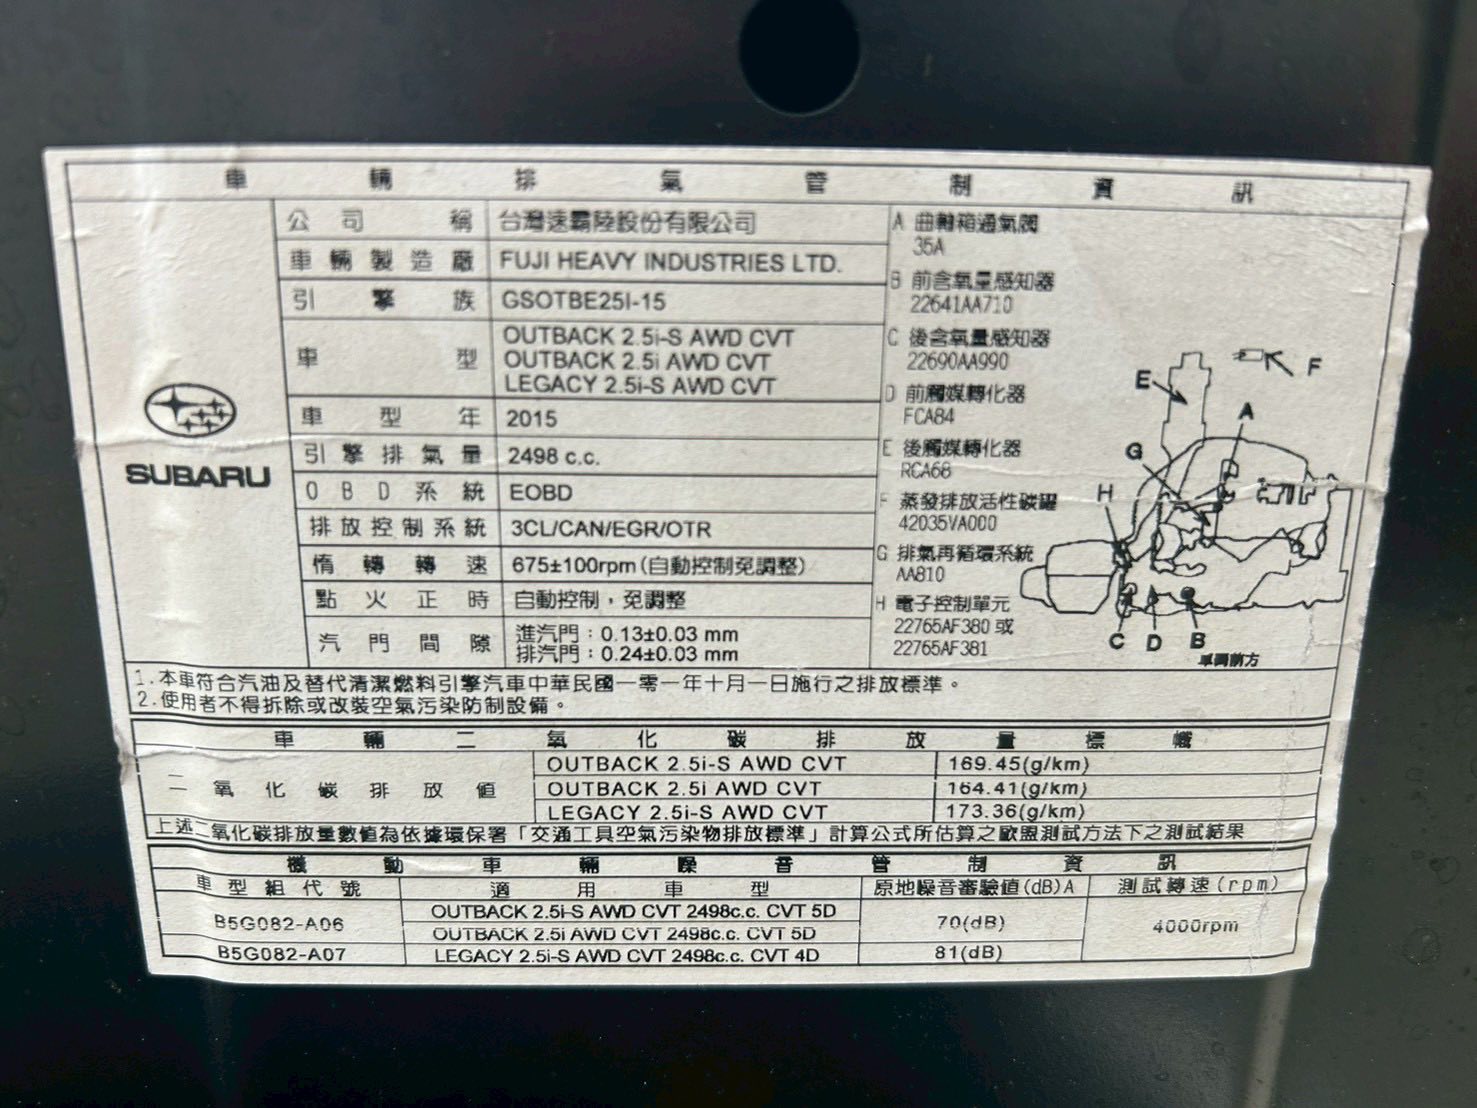 車輛排氣管制資訊
SUBARU
公司稱 台灣速霸陸股份有限公司
車輛製造廠 FUJI HEAVY INDUSTRIES LTD.
引擎族 GSOTBE25I-15
車型 OUTBACK 2.5i-S AWD CVT
OUTBACK 2.5i AWD CVT
LEGACY 2.5i-S AWD CVT
車型年 2015
引擎排氣量 2498 c.c.
OBD系統 EOBD
排放控制系統 3CL/CAN/EGR/OTR
惰轉轉速 675±100rpm(自動控制免調整)
點火正時 自動控制，免調整
汽門間隙 進汽門：0.13±0.03 mm
排汽門：0.24±0.03 mm
A 曲軸箱通氣閥
35A
B 前含氧量感知器
22641AA710
C 後含氧量感知器
22690AA990
D 前觸媒轉化器
FCA84
E 後觸媒轉化器
RCA68
F 蒸發排放活性碳罐
42035VA000
G 排氣再循環系統
AA810
H 電子控制單元
22765AF380 或
22765AF381
E
F
A
G
H
C D B
車輛前方
1.本車符合汽油及替代清潔燃料引擎汽車中華民國一零一年十月一日施行之排放標準。
2.使用者不得拆除或改裝空氣污染防制設備。
車輛二氧化碳排放量標幟
二氧化碳排放值 OUTBACK 2.5i-S AWD CVT 169.45(g/km)
OUTBACK 2.5i AWD CVT 164.41(g/km)
LEGACY 2.5i-S AWD CVT 173.36(g/km)
上述二氧化碳排放量數值為依據環保署「交通工具空氣污染物排放標準」計算公式所估算之歐盟測試方法下之測試結果
機動車輛噪音管制資訊
車型組代號 適用車型 原地噪音審驗值(dB)A 測試轉速(rpm)
B5G082-A06 OUTBACK 2.5i-S AWD CVT 2498c.c. CVT 5D 70(dB) 4000rpm
OUTBACK 2.5i AWD CVT 2498c.c. CVT 5D
B5G082-A07 LEGACY 2.5i-S AWD CVT 2498c.c. CVT 4D 81(dB)